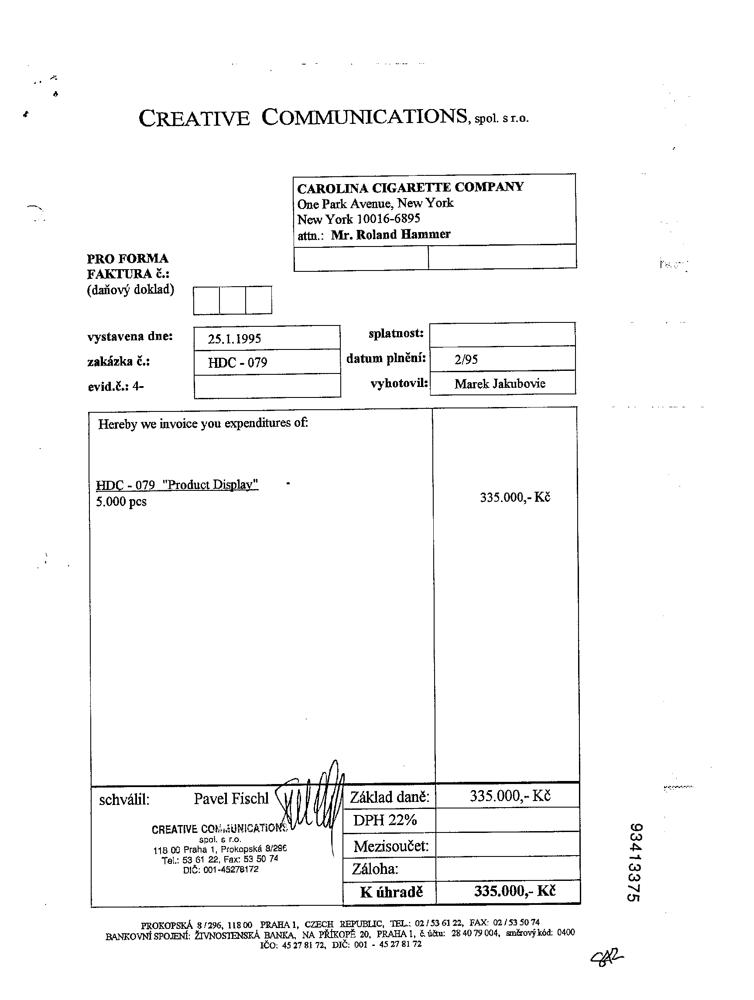 CREATIVE COMMUNICATIONS, spol. s r.o.
CAROLINA CIGARETTE COMPANY
One Park Avenue, New York
New York 10016-6895
attn.: Mr. Roland Hammer
PRO FORMA
FAKTURA č.:
(daňový doklad)
vystavena dne: 25.1.1995 splatnost:
zakázka č.: HDC - 079 datum plnění: 2/95
evid.č.: 4- vyhotovil: Marek Jakubovie
Hereby we invoice you expenditures of:
HDC - 079 "Product Display"
5.000 pcs 335.000,- Kč
schválil: Pavel Fischl Základ daně: 335.000,- Kč
DPH 22%
CREATIVE COMMUNICATIONS
spol. s r.o.
118 00 Praha 1, Prokopská 8/296
Tel.: 53 61 22, Fax: 53 50 74
DIČ: 001-45278172
Mezisoučet:
Záloha:
K úhradě 335.000,- Kč
93413375
PROKOPSKÁ 8/296, 118 00 PRAHA 1, CZECH REPUBLIC, TEL.: 02/53 61 22, FAX: 02/53 50 74
BANKOVNÍ SPOJENÍ: ŽIVNOSTENSKÁ BANKA, NA PŘÍKOPĚ 20, PRAHA 1, č. účtu: 28 40 79 004, směrový kód: 0400
IČO: 45 27 81 72, DIČ: 001 - 45 27 81 72